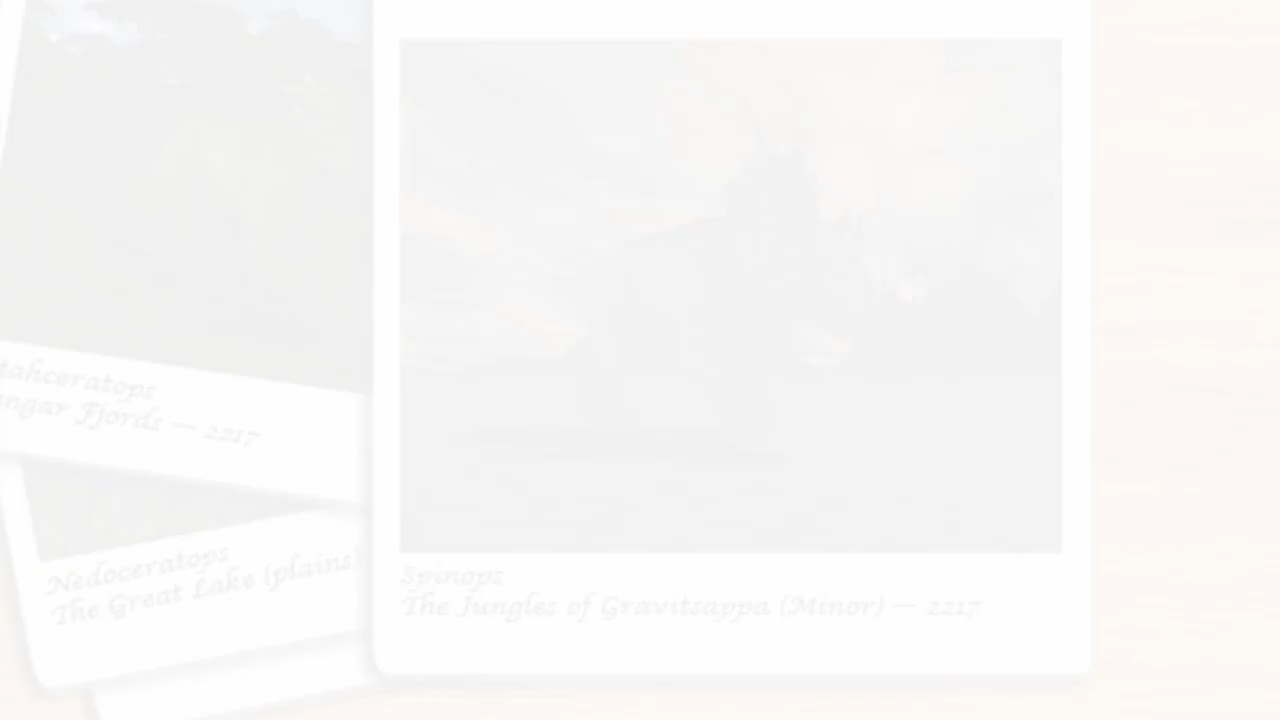 tahceratops
ngar Fjords — 2217
Nedoceratops
The Great Lake (plains)
Spinops
The Jungles of Gravitsappa (Minor) — 2217